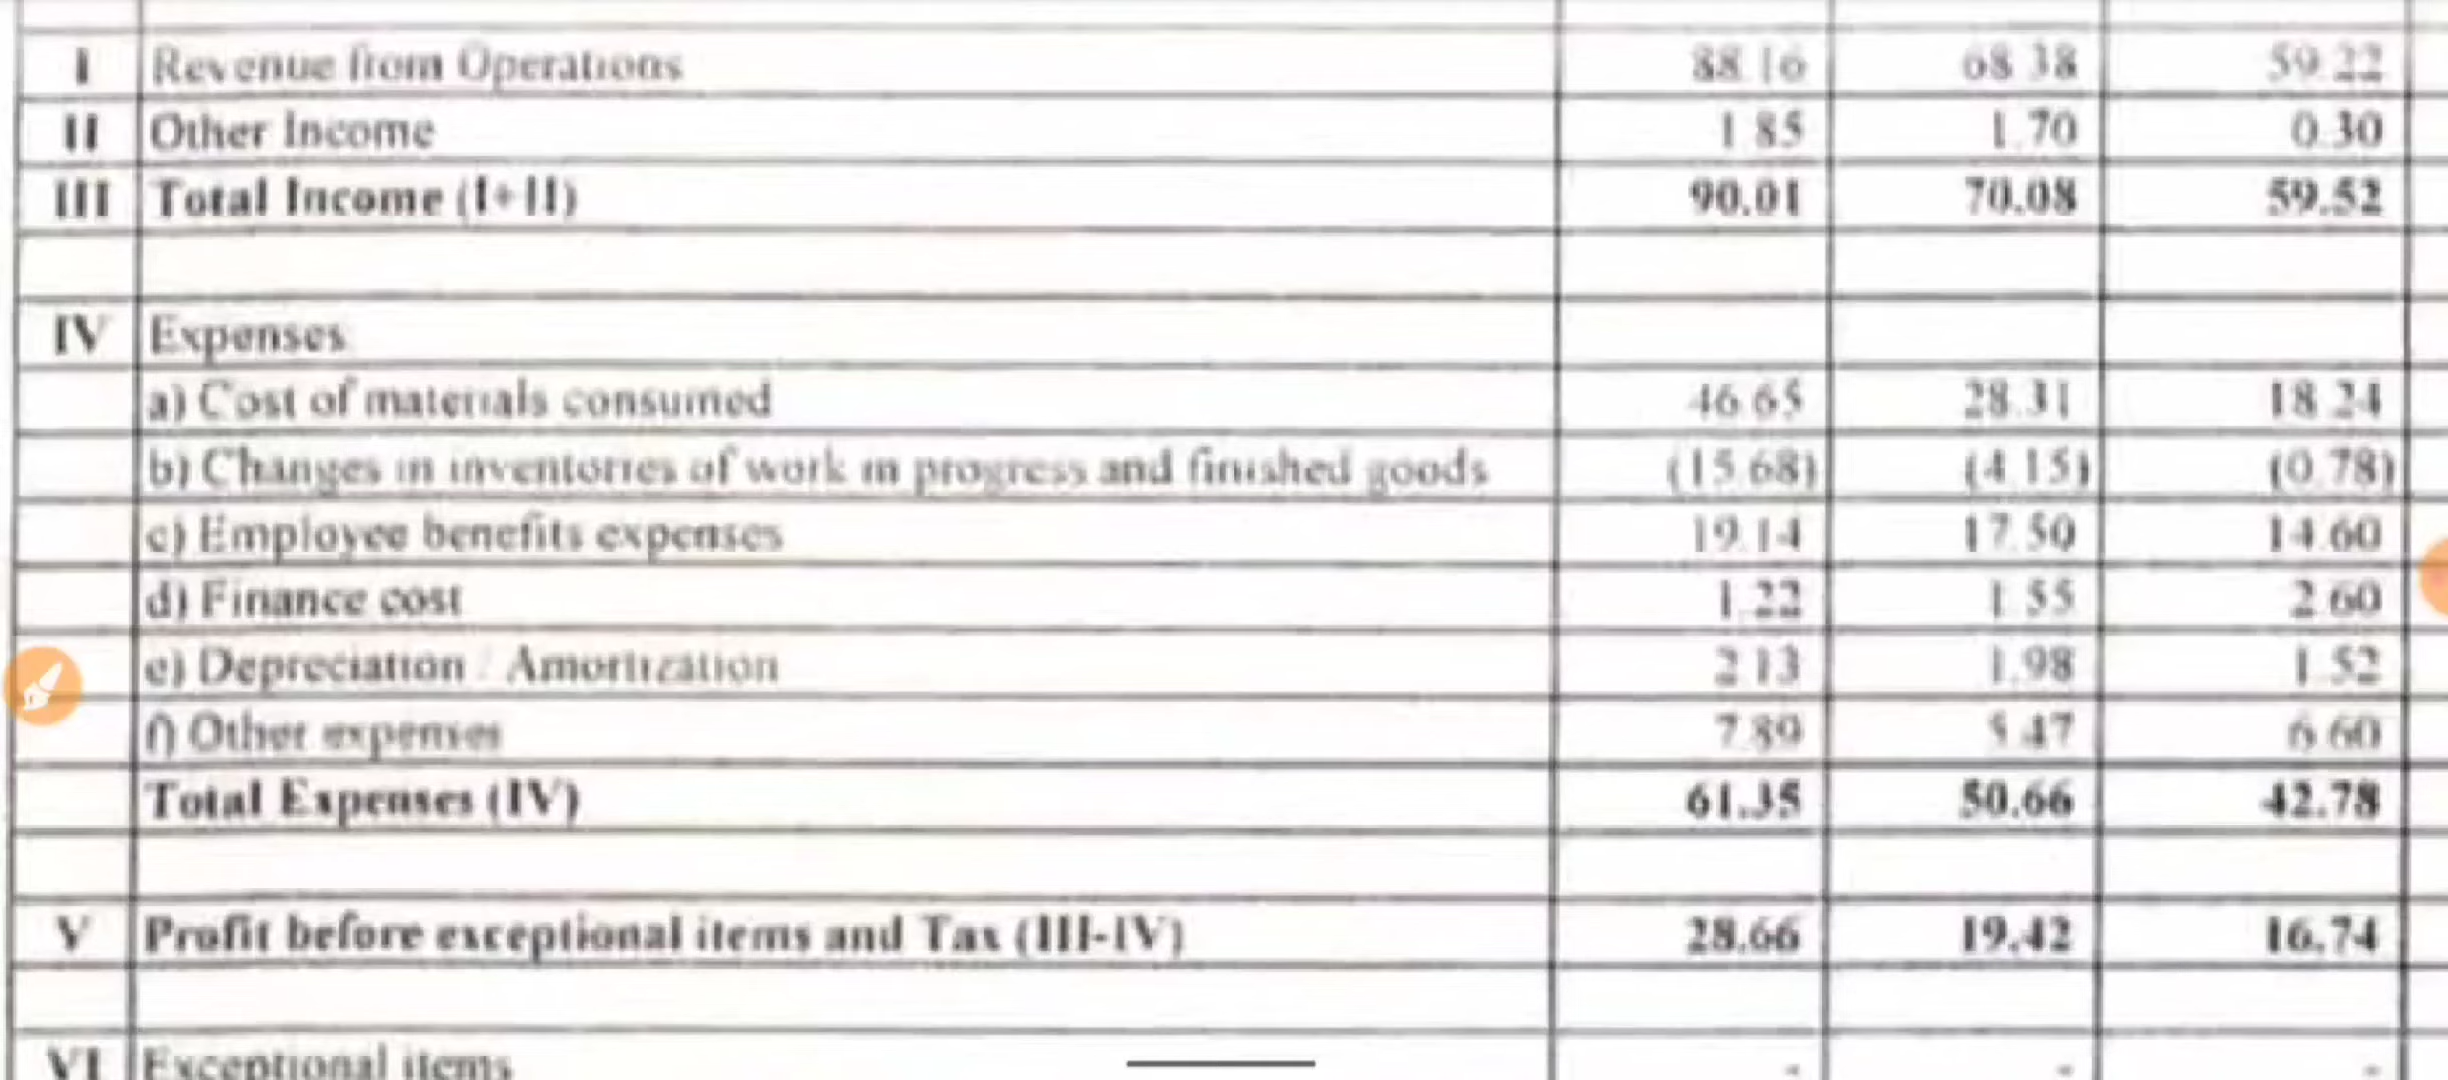 I Revenue from Operations 88.16 68.38 59.22
II Other Income 1.85 1.70 0.30
III Total Income (I+II) 90.01 70.08 59.52
IV Expenses
a) Cost of materials consumed 46.65 28.31 18.24
b) Changes in inventories of work in progress and finished goods (15.68) (4.15) (0.78)
c) Employee benefits expenses 19.14 17.50 14.60
d) Finance cost 1.22 1.55 2.60
e) Depreciation / Amortization 2.13 1.98 1.52
f) Other expenses 7.89 5.47 6.60
Total Expenses (IV) 61.35 50.66 42.78
V Profit before exceptional items and Tax (III-IV) 28.66 19.42 16.74
VI Exceptional items - - -